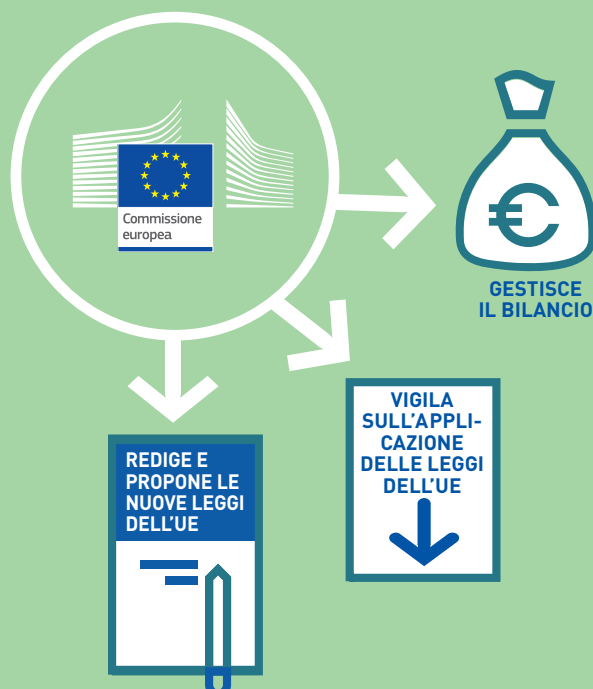 Commissione
europea
GESTISCE
IL BILANCIO
VIGILA
SULL'APPLI-
CAZIONE
DELLE LEGGI
DELL'UE
REDIGE E
PROPONE LE
NUOVE LEGGI
DELL'UE